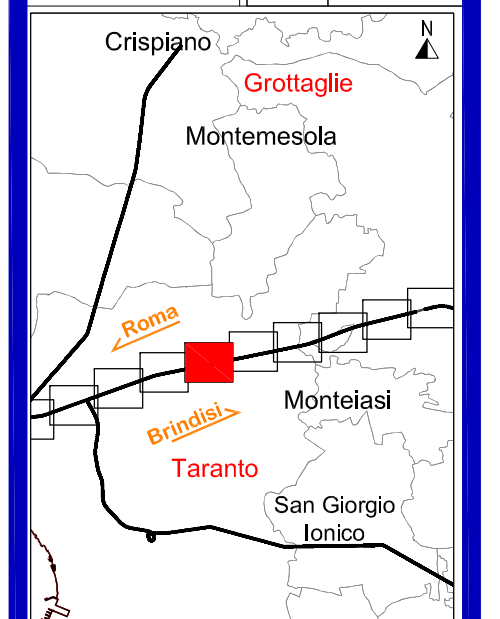 Crispiano
N
Grottaglie
Montemesola
Roma
Monteiasi
Brindisi
Taranto
San Giorgio
Ionico